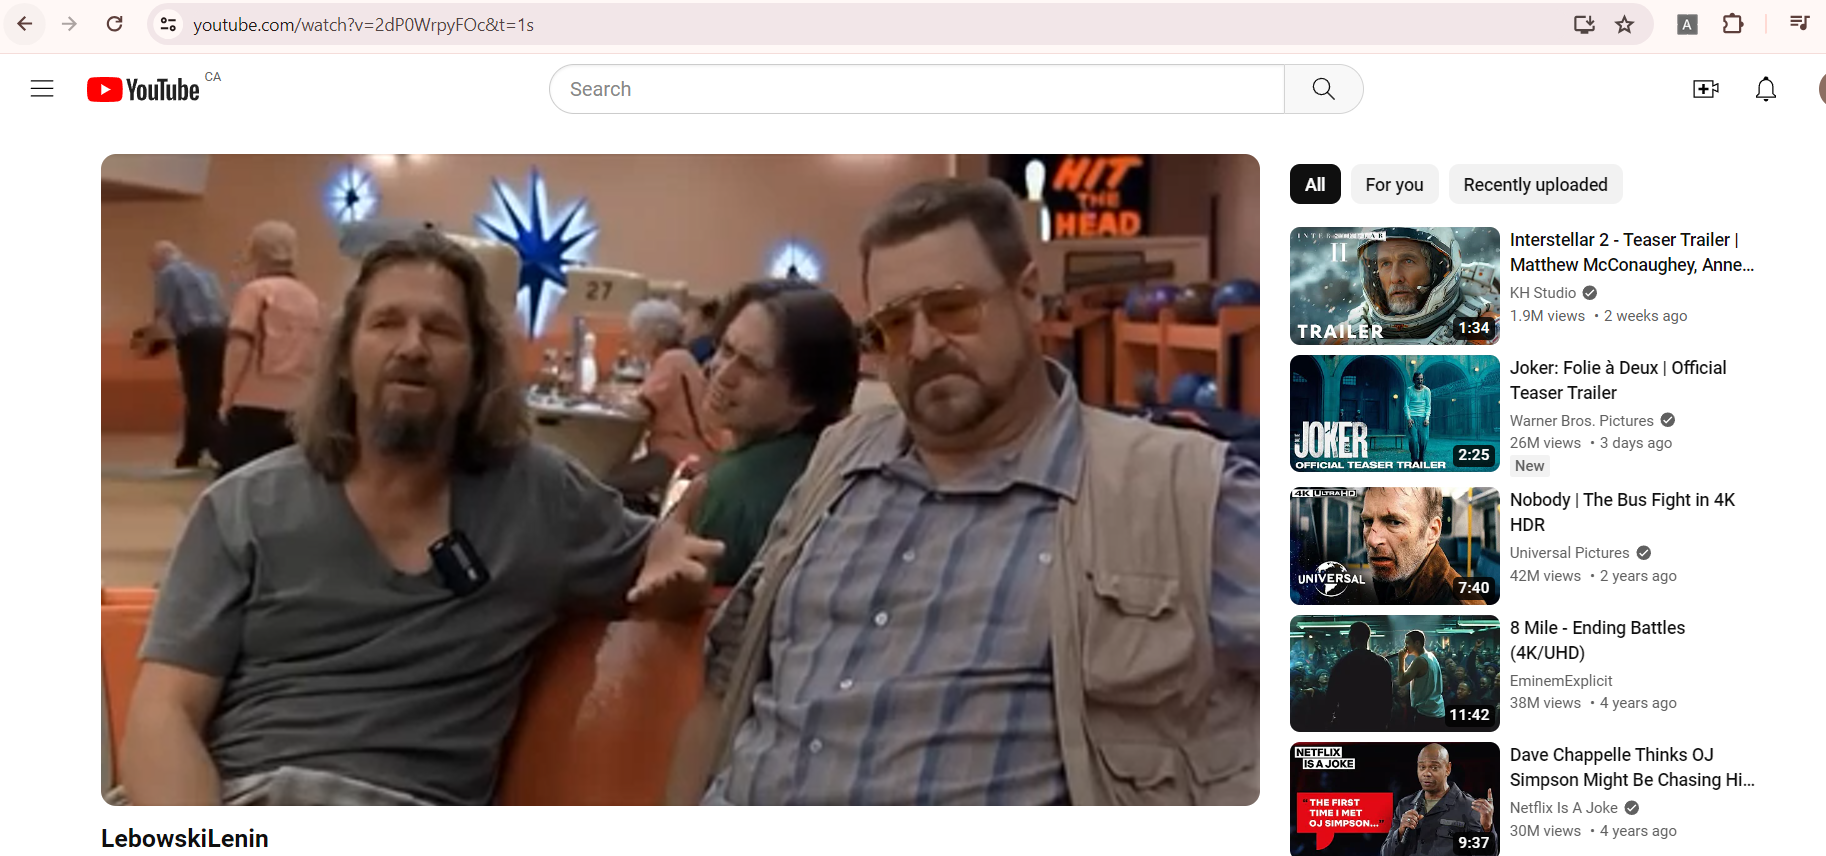 youtube.com/watch?v=2dP0WrpyFOc&t=1s
A
YouTube CA
Search
HIT
THE
HEAD
27
LebowskiLenin
All For you Recently uploaded
II
TRAILER
1:34
Interstellar 2 - Teaser Trailer |
Matthew McConaughey, Anne...
KH Studio
1.9M views • 2 weeks ago
JOKER
OFFICIAL TEASER TRAILER
2:25
Joker: Folie à Deux | Official
Teaser Trailer
Warner Bros. Pictures
26M views • 3 days ago
New
4K ULTRA HD
UNIVERSAL
7:40
Nobody | The Bus Fight in 4K
HDR
Universal Pictures
42M views • 2 years ago
11:42
8 Mile - Ending Battles
(4K/UHD)
EminemExplicit
38M views • 4 years ago
NETFLIX
IS A JOKE
"THE FIRST
TIME I MET
OJ SIMPSON..."
9:37
Dave Chappelle Thinks OJ
Simpson Might Be Chasing Hi...
Netflix Is A Joke
30M views • 4 years ago